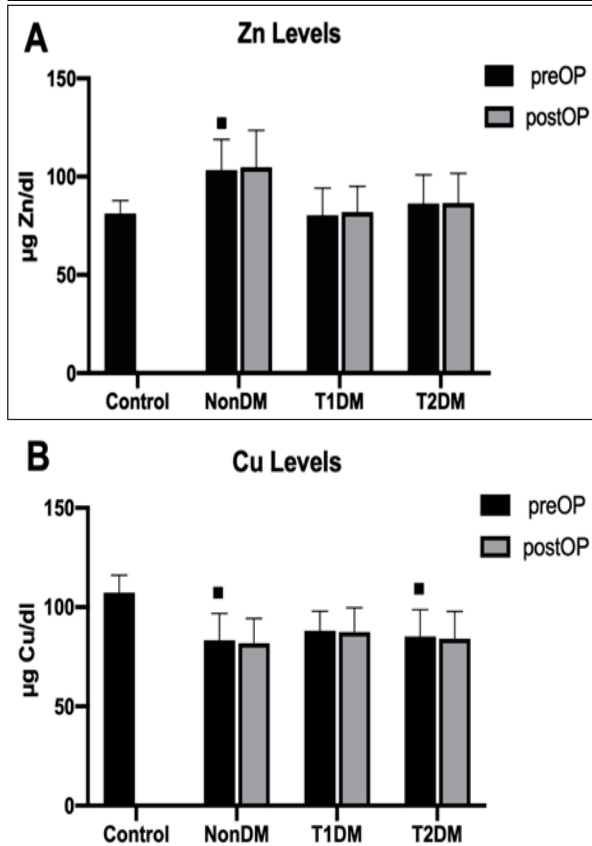 A
Zn Levels
preOP
postOP
µg Zn/dl
150
100
50
0
Control NonDM T1DM T2DM
B
Cu Levels
preOP
postOP
µg Cu/dl
150
100
50
0
Control NonDM T1DM T2DM